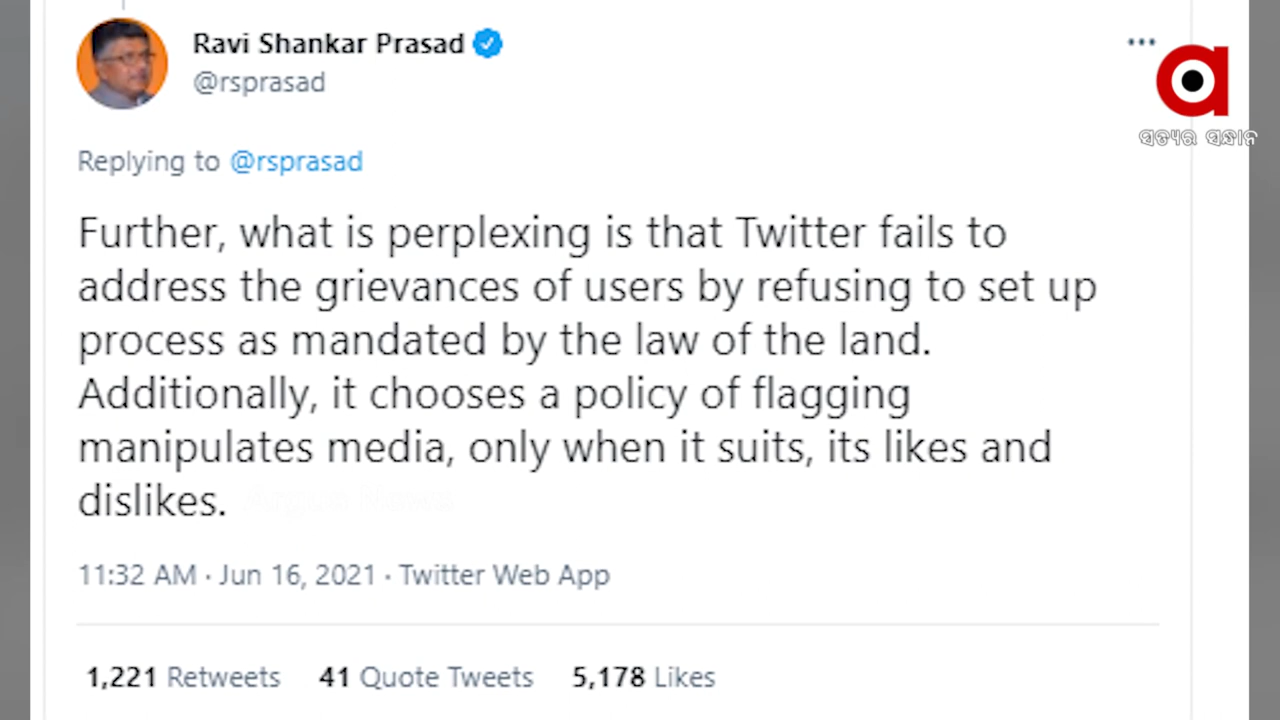 Ravi Shankar Prasad
@rsprasad
ସତ୍ୟର ସନ୍ଧାନ
Replying to @rsprasad
Further, what is perplexing is that Twitter fails to
address the grievances of users by refusing to set up
process as mandated by the law of the land.
Additionally, it chooses a policy of flagging
manipulates media, only when it suits, its likes and
dislikes.
11:32 AM · Jun 16, 2021 · Twitter Web App
1,221 Retweets 41 Quote Tweets 5,178 Likes